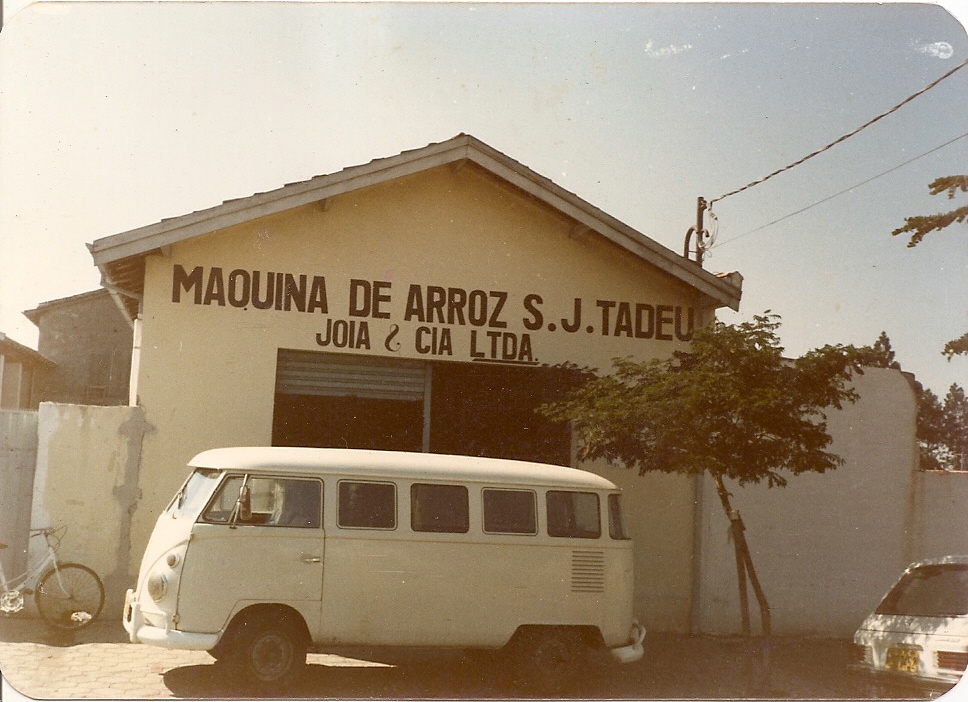 MAQUINA DE ARROZ S.J.TADEU
JOIA & CIA LTDA.